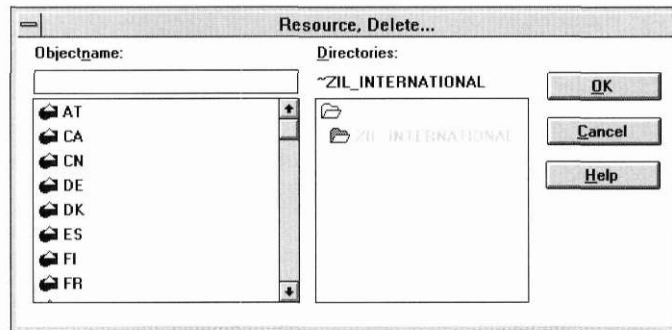 Resource, Delete...
Objectname:
Directories:
~ZIL_INTERNATIONAL
AT
CA
CN
DE
DK
ES
FI
FR
ZIL_INTERNATIONAL
OK
Cancel
Help